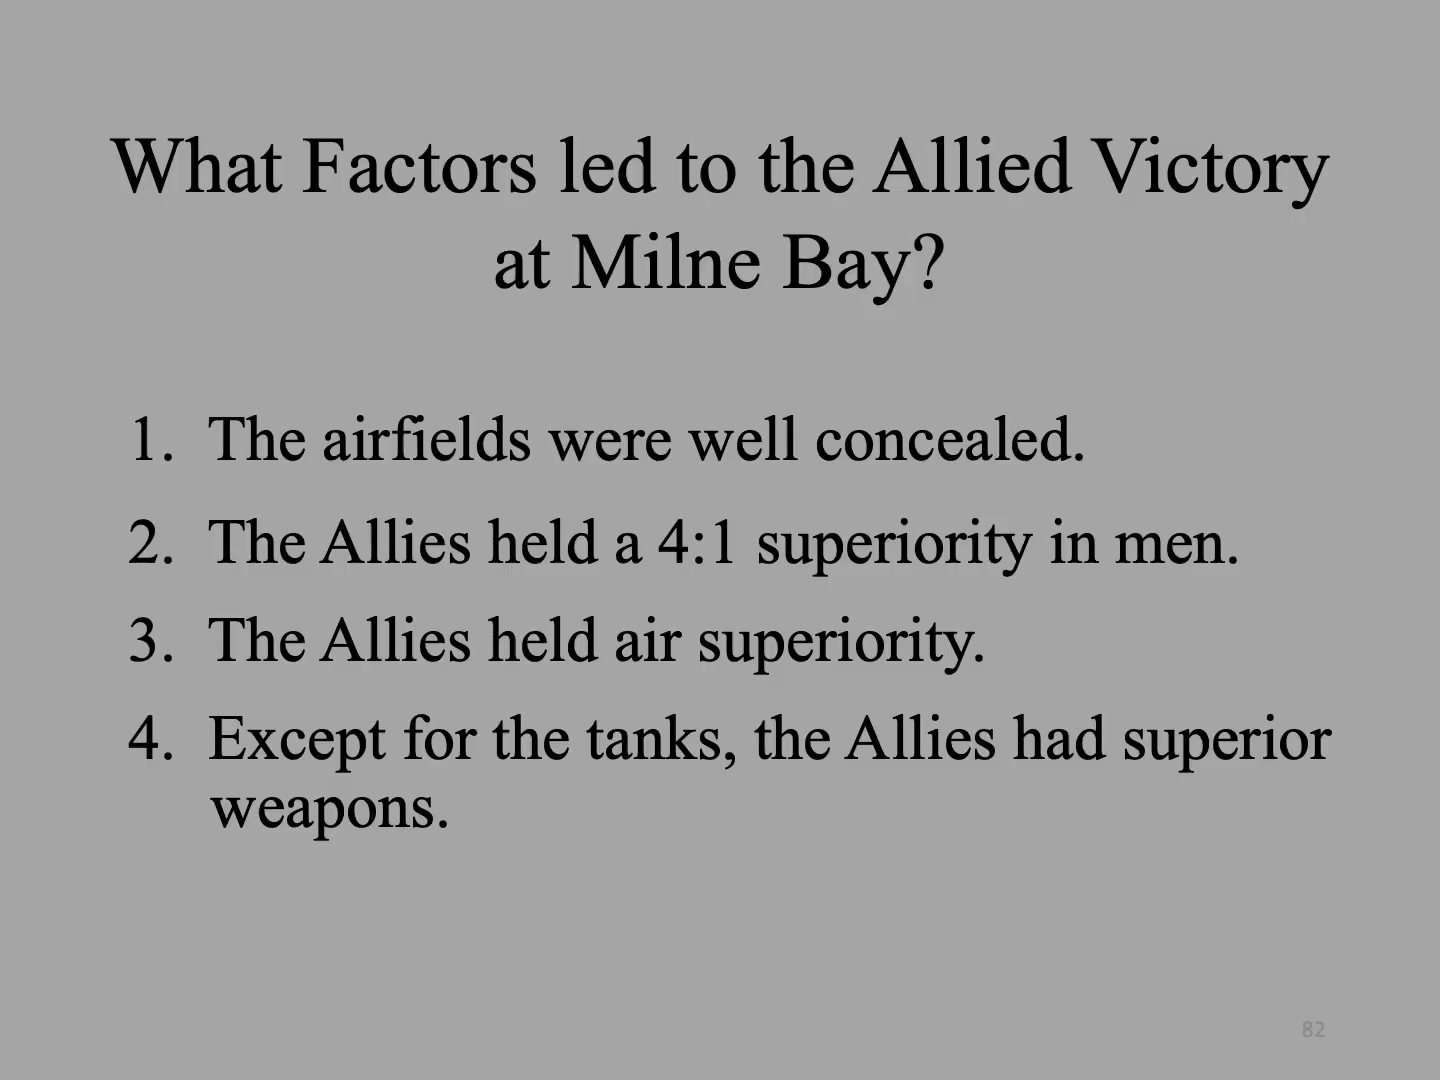 What Factors led to the Allied Victory
at Milne Bay?
1. The airfields were well concealed.
2. The Allies held a 4:1 superiority in men.
3. The Allies held air superiority.
4. Except for the tanks, the Allies had superior
weapons.
82